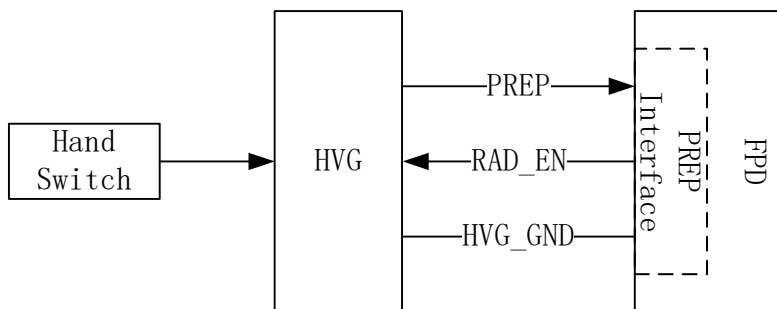 Hand
Switch
HVG
PREP
RAD_EN
HVG_GND
PREP
Interface
FPD